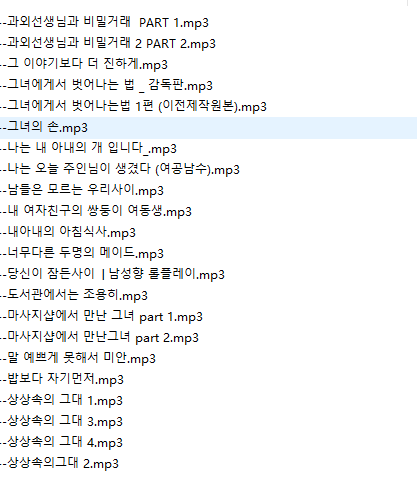 --과외선생님과 비밀거래  PART 1.mp3
--과외선생님과 비밀거래 2 PART 2.mp3
--그 이야기보다 더 진하게.mp3
--그녀에게서 벗어나는 법 _ 감독판.mp3
--그녀에게서 벗어나는법 1편 (이전제작원본).mp3
--그녀의 손.mp3
--나는 내 아내의 개 입니다_.mp3
--나는 오늘 주인님이 생겼다 (여공남수).mp3
--남들은 모르는 우리사이.mp3
--내 여자친구의 쌍둥이 여동생.mp3
--내아내의 아침식사.mp3
--너무다른 두명의 메이드.mp3
--당신이 잠든사이 ㅣ남성향 롤플레이.mp3
--도서관에서는 조용히.mp3
--마사지샵에서 만난 그녀 part 1.mp3
--마사지샵에서 만난그녀 part 2.mp3
--말 예쁘게 못해서 미안.mp3
--밥보다 자기먼저.mp3
--상상속의 그대 1.mp3
--상상속의 그대 3.mp3
--상상속의 그대 4.mp3
--상상속의그대 2.mp3